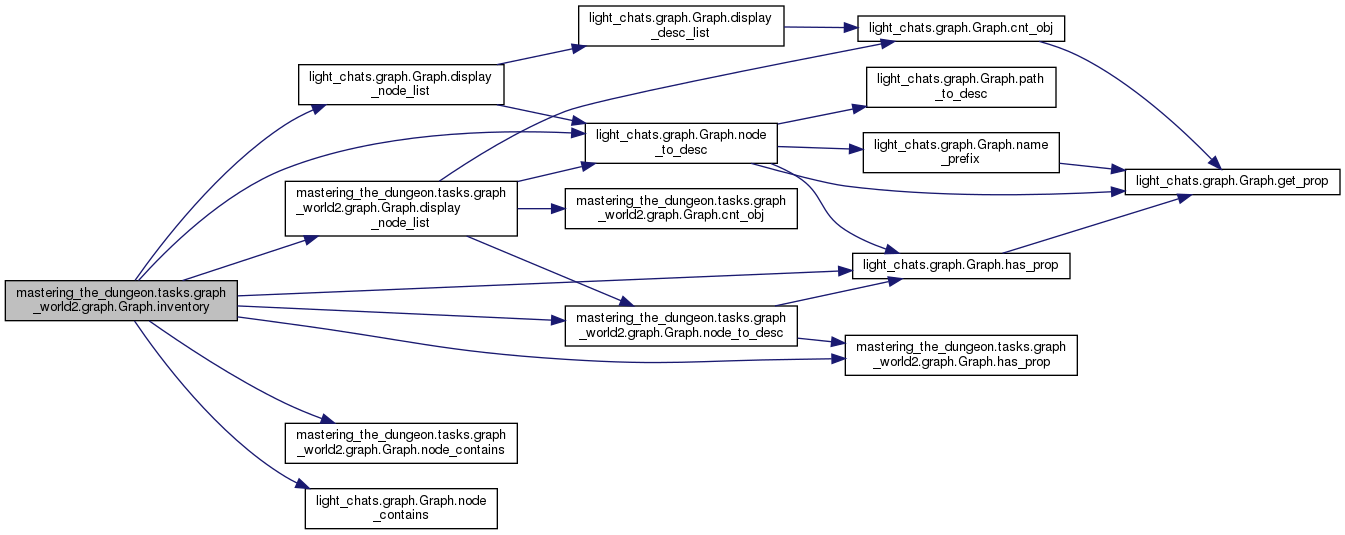 light_chats.graph.Graph.display
_desc_list
light_chats.graph.Graph.cnt_obj
light_chats.graph.Graph.display
_node_list
light_chats.graph.Graph.path
_to_desc
light_chats.graph.Graph.node
_to_desc
light_chats.graph.Graph.name
_prefix
light_chats.graph.Graph.get_prop
mastering_the_dungeon.tasks.graph
_world2.graph.Graph.display
_node_list
mastering_the_dungeon.tasks.graph
_world2.graph.Graph.cnt_obj
light_chats.graph.Graph.has_prop
mastering_the_dungeon.tasks.graph
_world2.graph.Graph.inventory
mastering_the_dungeon.tasks.graph
_world2.graph.Graph.node_to_desc
mastering_the_dungeon.tasks.graph
_world2.graph.Graph.has_prop
mastering_the_dungeon.tasks.graph
_world2.graph.Graph.node_contains
light_chats.graph.Graph.node
_contains